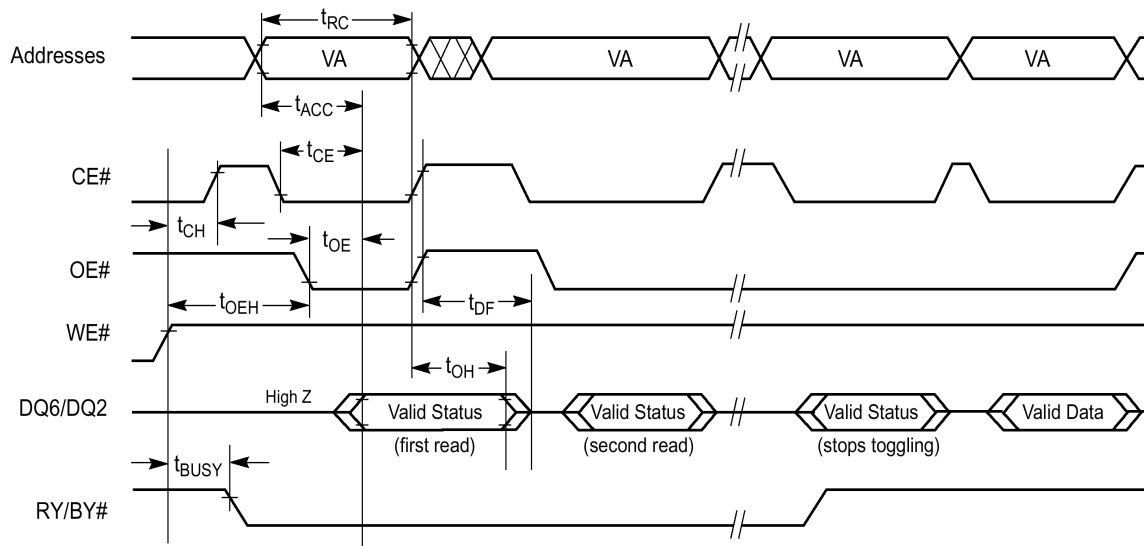 tRC
Addresses VA VA VA VA
tACC
tCE
CE#
tCH
tOE
OE#
tOEH
tDF
WE#
tOH
High Z
DQ6/DQ2 Valid Status Valid Status Valid Status Valid Data
(first read) (second read) (stops toggling)
tBUSY
RY/BY#